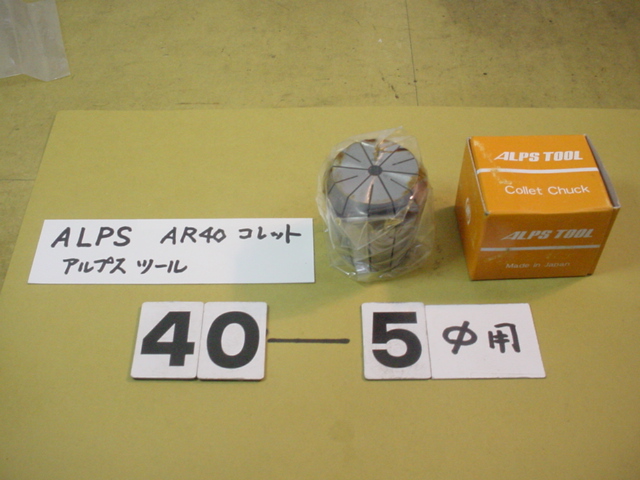 ALPS TOOL
Collet Chuck
ALPS TOOL
Made in Japan
ALPS AR40 コレット
アルプス ツール
40-5φ用